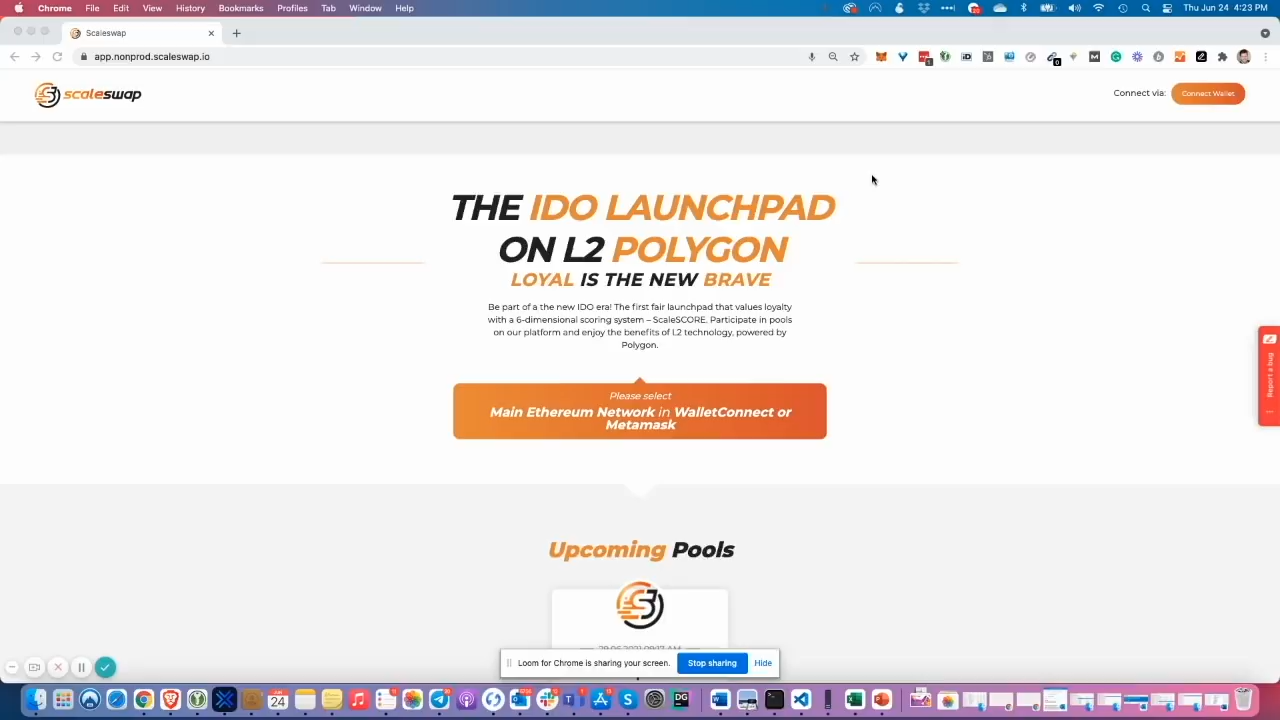 Chrome File Edit View History Bookmarks Profiles Tab Window Help
Thu Jun 24 4:23 PM
Scaleswap
app.nonprod.scaleswap.io
scaleswap
Connect via: Connect Wallet
THE IDO LAUNCHPAD
ON L2 POLYGON
LOYAL IS THE NEW BRAVE
Be part of a the new IDO era! The first fair launchpad that values loyalty
with a 6-dimensional scoring system – ScaleSCORE. Participate in pools
on our platform and enjoy the benefits of L2 technology, powered by
Polygon.
Report a bug
Please select
Main Ethereum Network in WalletConnect or
Metamask
Upcoming Pools
Loom for Chrome is sharing your screen. Stop sharing Hide